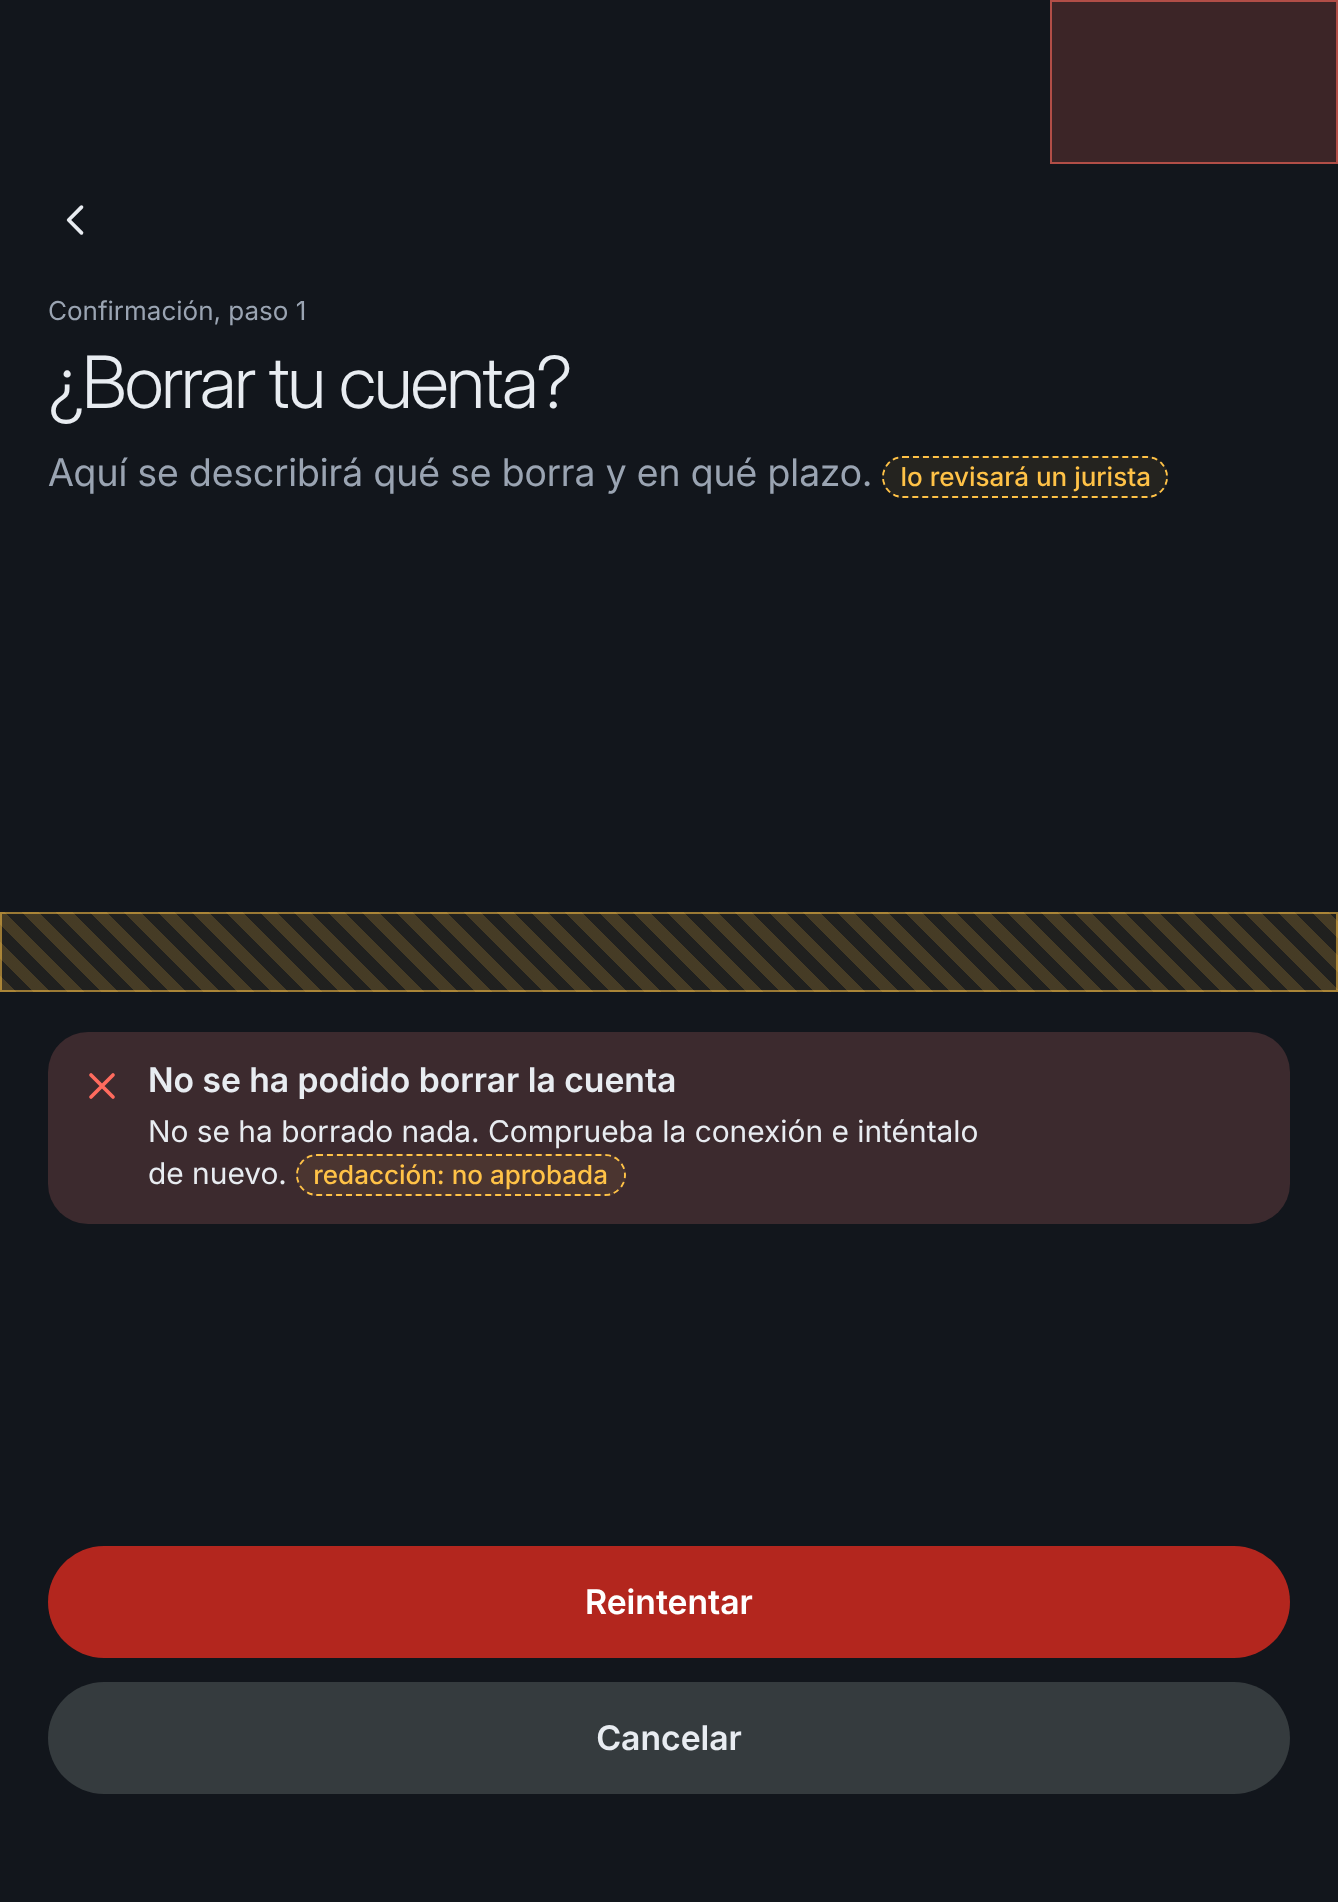 Confirmación, paso 1
¿Borrar tu cuenta?
Aquí se describirá qué se borra y en qué plazo. lo revisará un jurista
No se ha podido borrar la cuenta
No se ha borrado nada. Comprueba la conexión e inténtalo
de nuevo. redacción: no aprobada
Reintentar
Cancelar